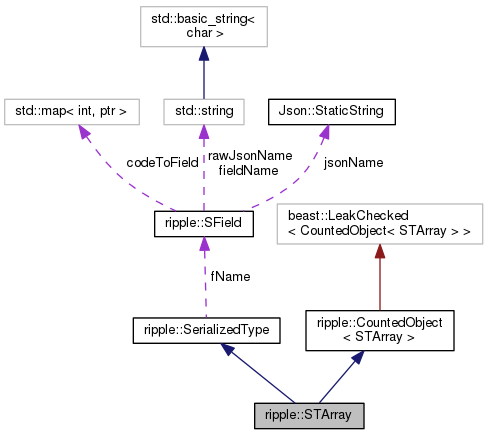 std::basic_string<
char >
std::map< int, ptr >
std::string
Json::StaticString
codeToField
rawJsonName
fieldName
jsonName
ripple::SField
beast::LeakChecked
< CountedObject< STArray > >
fName
ripple::SerializedType
ripple::CountedObject
< STArray >
ripple::STArray